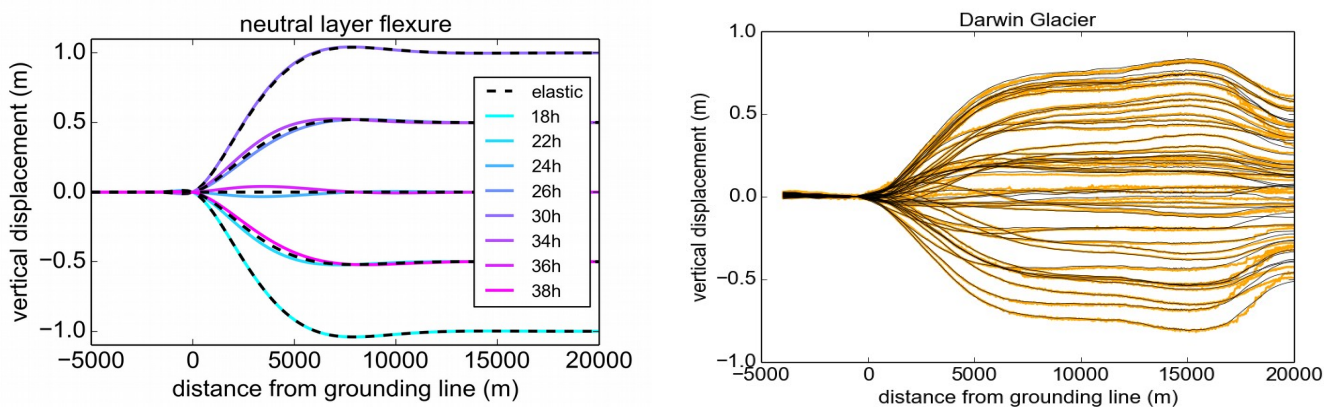 neutral layer flexure
vertical displacement (m)
1.0
0.5
0.0
−0.5
−1.0
elastic
18h
22h
24h
26h
30h
34h
36h
38h
−5000 0 5000 10000 15000 20000
distance from grounding line (m)
Darwin Glacier
vertical displacement (m)
1.0
0.5
0.0
−0.5
−1.0
−5000 0 5000 10000 15000 20000
distance from grounding line (m)